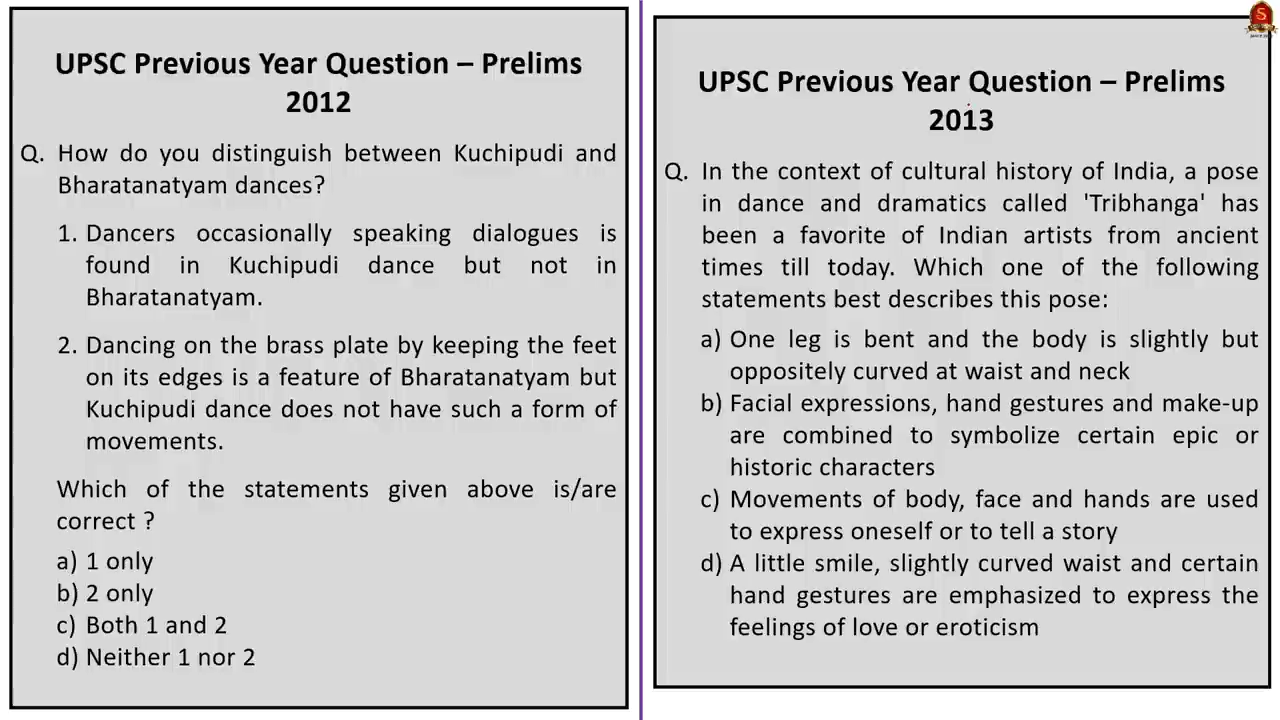 UPSC Previous Year Question – Prelims
2012
Q. How do you distinguish between Kuchipudi and
Bharatanatyam dances?
1. Dancers occasionally speaking dialogues is
found in Kuchipudi dance but not in
Bharatanatyam.
2. Dancing on the brass plate by keeping the feet
on its edges is a feature of Bharatanatyam but
Kuchipudi dance does not have such a form of
movements.
Which of the statements given above is/are
correct ?
a) 1 only
b) 2 only
c) Both 1 and 2
d) Neither 1 nor 2
UPSC Previous Year Question – Prelims
2013
Q. In the context of cultural history of India, a pose
in dance and dramatics called 'Tribhanga' has
been a favorite of Indian artists from ancient
times till today. Which one of the following
statements best describes this pose:
a) One leg is bent and the body is slightly but
oppositely curved at waist and neck
b) Facial expressions, hand gestures and make-up
are combined to symbolize certain epic or
historic characters
c) Movements of body, face and hands are used
to express oneself or to tell a story
d) A little smile, slightly curved waist and certain
hand gestures are emphasized to express the
feelings of love or eroticism
S